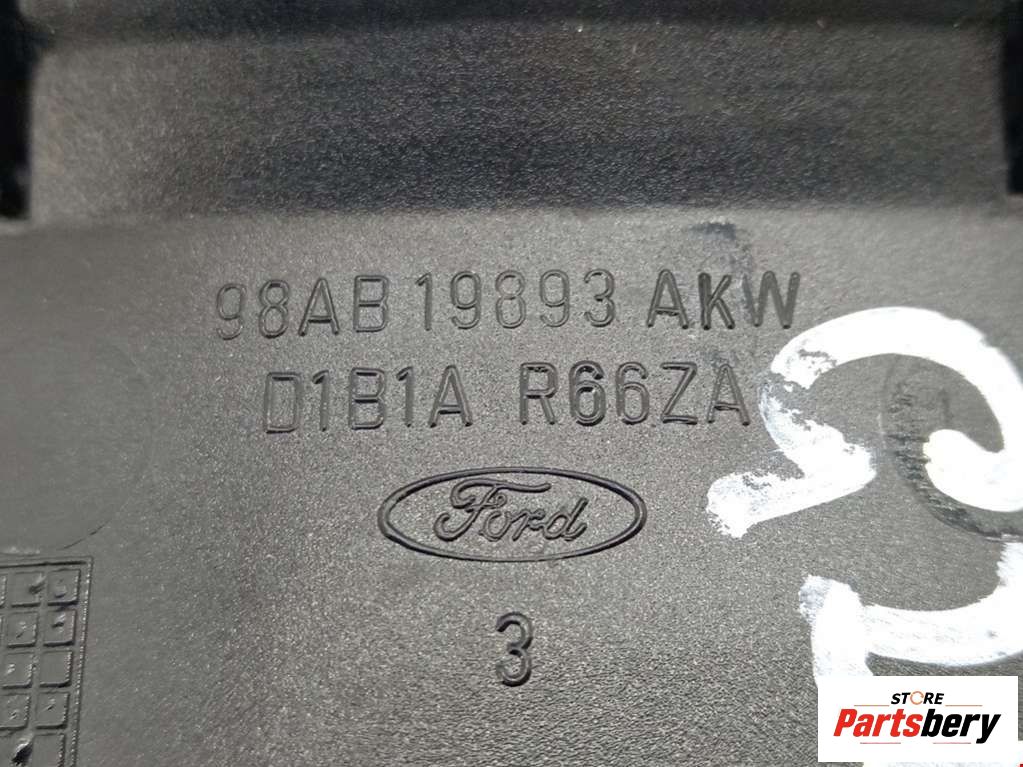 98AB 19893 AKW
D1B1A R66ZA
Ford
3
STORE
Partsbery